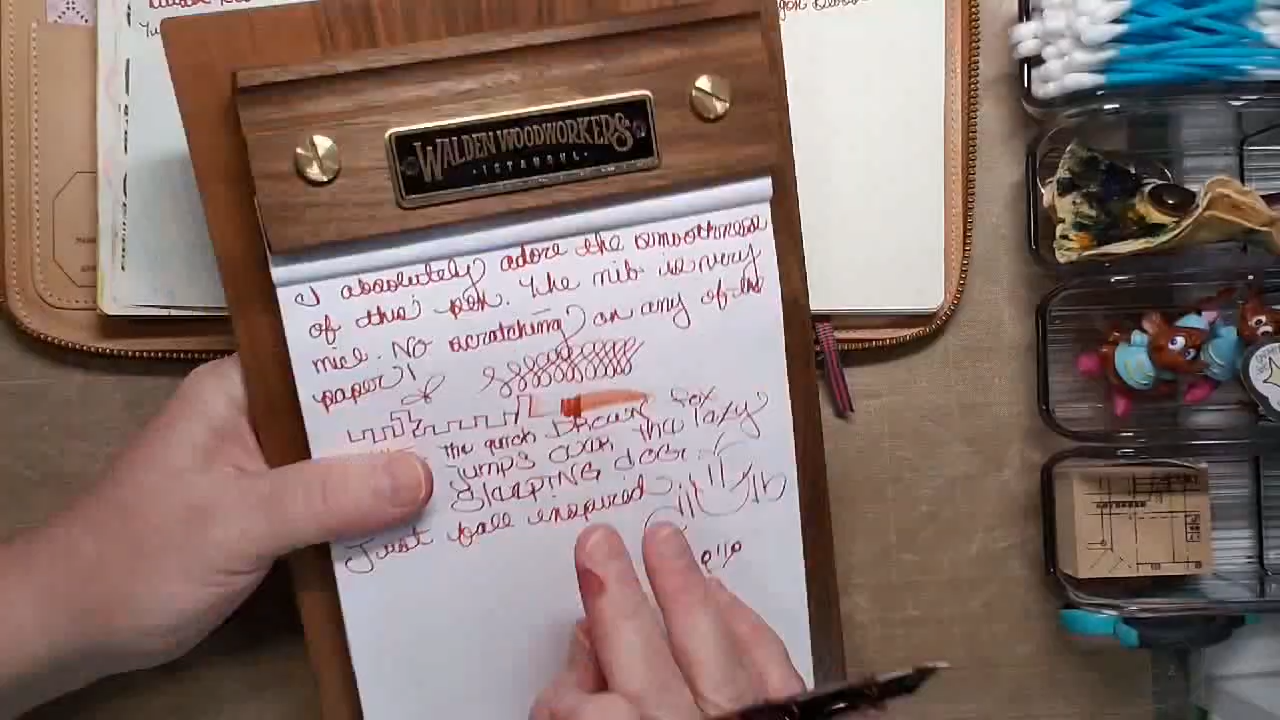 WALDEN WOODWORKERS
·ISTANBUL·
I absolutely adore the smoothness
of this pen. The nib is very
nice. No scratching on any of the
paper!
The quick Brown Fox
Jumps over the lazy
SleepiNG doG.
Just fall inspired